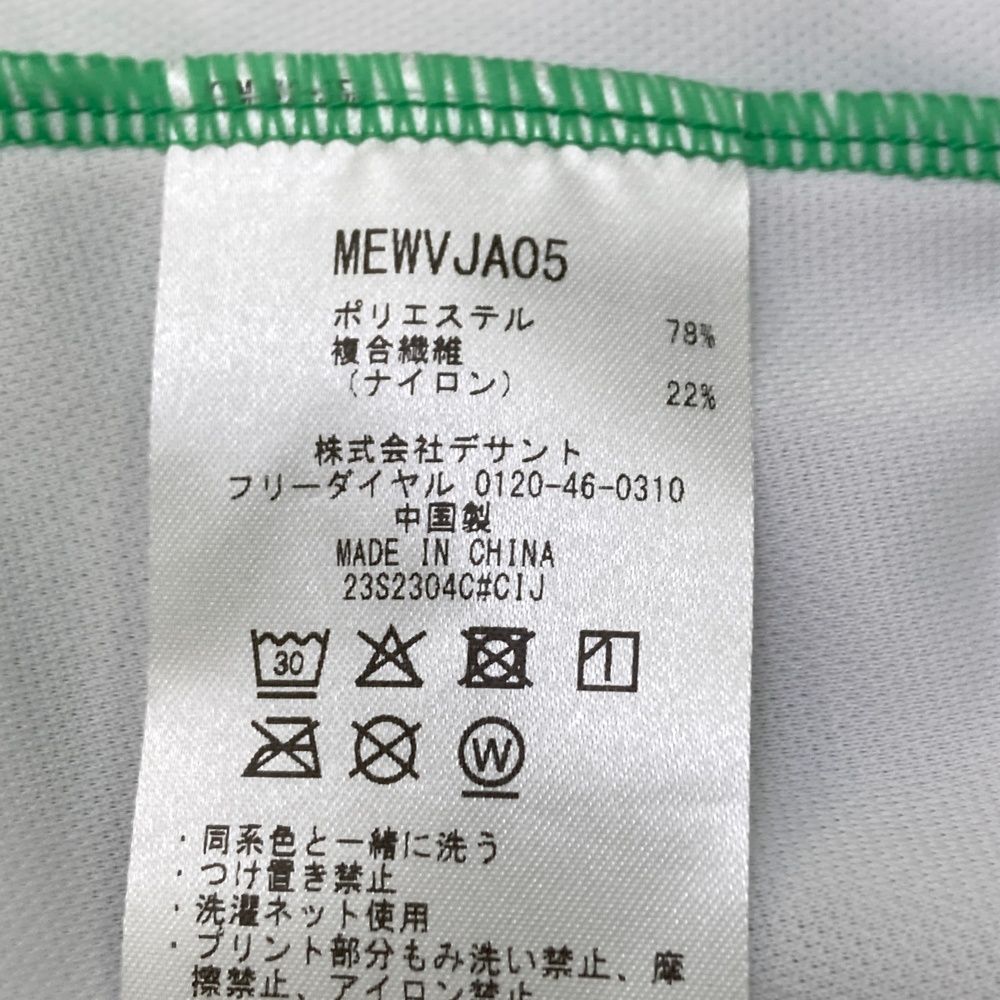 MEWVJA05
ポリエステル 78%
複合繊維
(ナイロン) 22%
株式会社デサント
フリーダイヤル 0120-46-0310
中国製
MADE IN CHINA
23S2304C#CIJ
30
W
・同系色と一緒に洗う
・つけ置き禁止
・洗濯ネット使用
・プリント部分もみ洗い禁止、摩
擦禁止、アイロン禁止